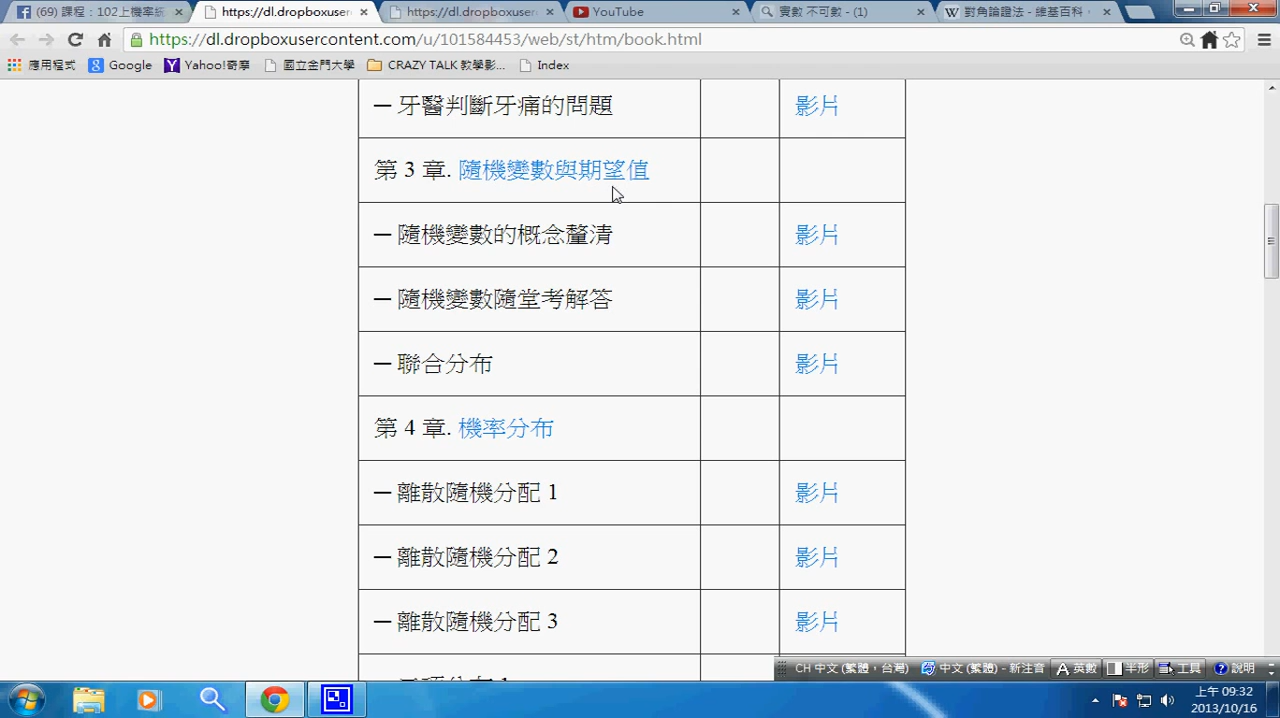 (69) 課程：102上機率統
https://dl.dropboxuser
https://dl.dropboxusercon
YouTube
實數 不可數 - (1)
對角論證法 - 維基百科，
https://dl.dropboxusercontent.com/u/101584453/web/st/htm/book.html
應用程式
Google
Yahoo!奇摩
國立金門大學
CRAZY TALK 教學影...
Index
─ 牙醫判斷牙痛的問題 影片
第 3 章. 隨機變數與期望值
─ 隨機變數的概念釐清 影片
─ 隨機變數隨堂考解答 影片
─ 聯合分布 影片
第 4 章. 機率分布
─ 離散隨機分配 1 影片
─ 離散隨機分配 2 影片
─ 離散隨機分配 3 影片
CH 中文 (繁體，台灣) 中文 (繁體) - 新注音 A 英數 半形 工具 說明
上午 09:32
2013/10/16